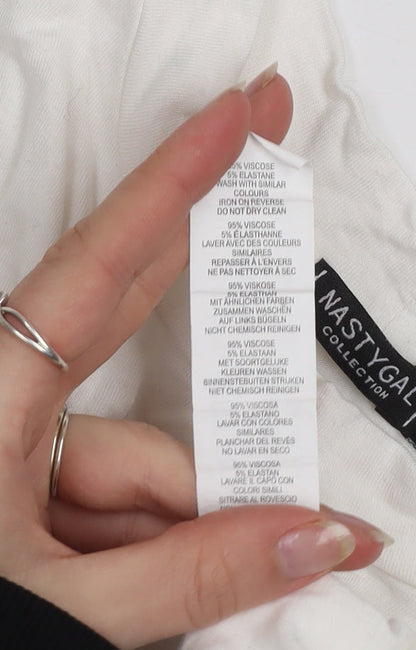 95% VISCOSE
5% ELASTANE
WASH WITH SIMILAR
COLOURS
IRON ON REVERSE
DO NOT DRY CLEAN
95% VISCOSE
5% ÉLASTHANNE
LAVER AVEC DES COULEURS
SIMILAIRES
REPASSER À L'ENVERS
NE PAS NETTOYER À SEC
95% VISKOSE
5% ELASTHAN
MIT ÄHNLICHEN FARBEN
ZUSAMMEN WASCHEN
AUF LINKS BÜGELN
NICHT CHEMISCH REINIGEN
95% VISCOSE
5% ELASTAAN
MET SOORTGELIJKE
KLEUREN WASSEN
BINNENSTEBUITEN STRIJKEN
NIET CHEMISCH REINIGEN
95% VISCOSA
5% ELASTANO
LAVAR CON COLORES
SIMILARES
PLANCHAR DEL REVÉS
NO LAVAR EN SECO
95% VISCOSA
5% ELASTAN
LAVARE IL CAPO CON
COLORI SIMILI
SITRARE AL ROVESCIO
NASTYGAL
COLLECTION